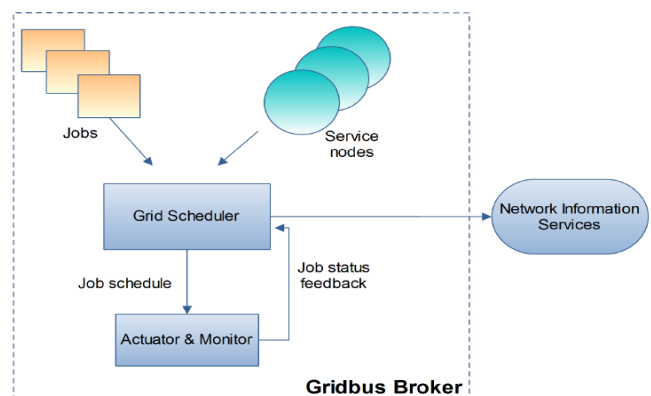 Jobs
Service
nodes
Grid Scheduler
Network Information
Services
Job schedule
Job status
feedback
Actuator & Monitor
Gridbus Broker